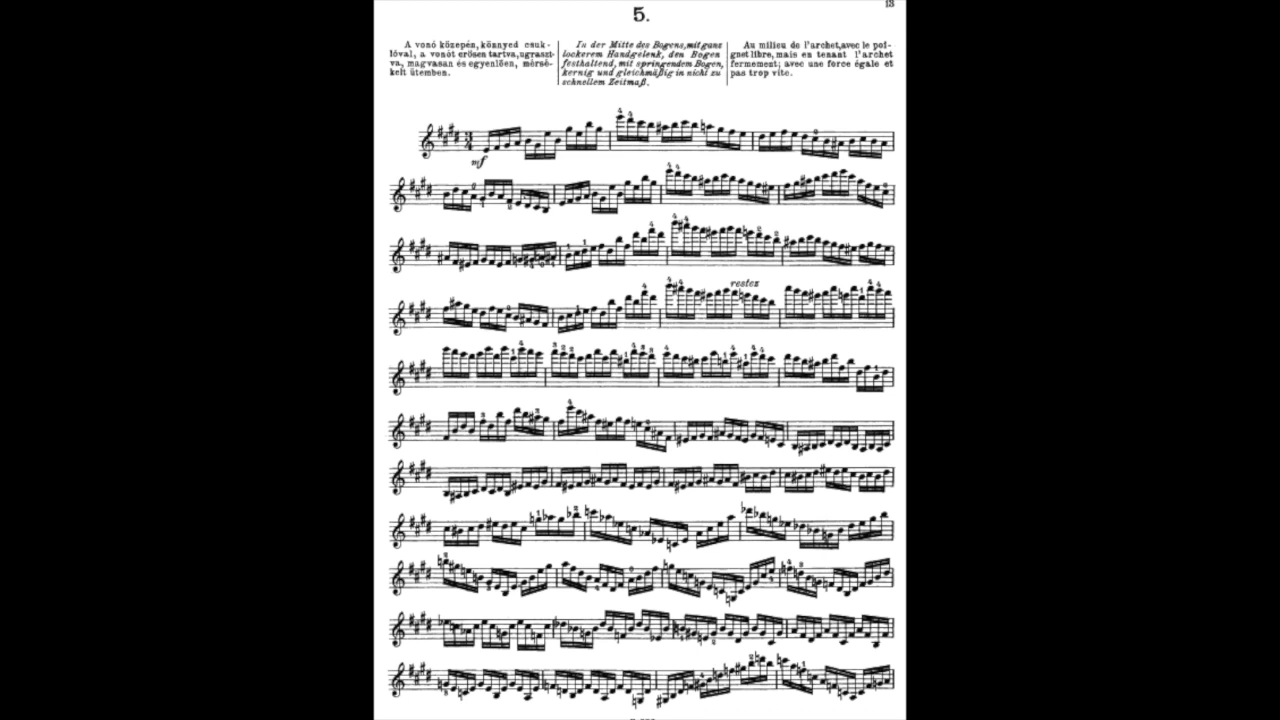 13
5.
A vonó közepén, könnyed csuk-
lóval, a vonót erősen tartva, ugraszt-
va, magvasan és egyenlően, mérsé-
kelt ütemben.
In der Mitte des Bogens, mit ganz
lockerem Handgelenk, den Bogen
festhaltend, mit springendem Bogen,
kernig und gleichmäßig in nicht zu
schnellem Zeitmaß.
Au milieu de l'archet, avec le poi-
gnet libre, mais en tenant l'archet
fermement; avec une force égale et
pas trop vite.
mf
restez